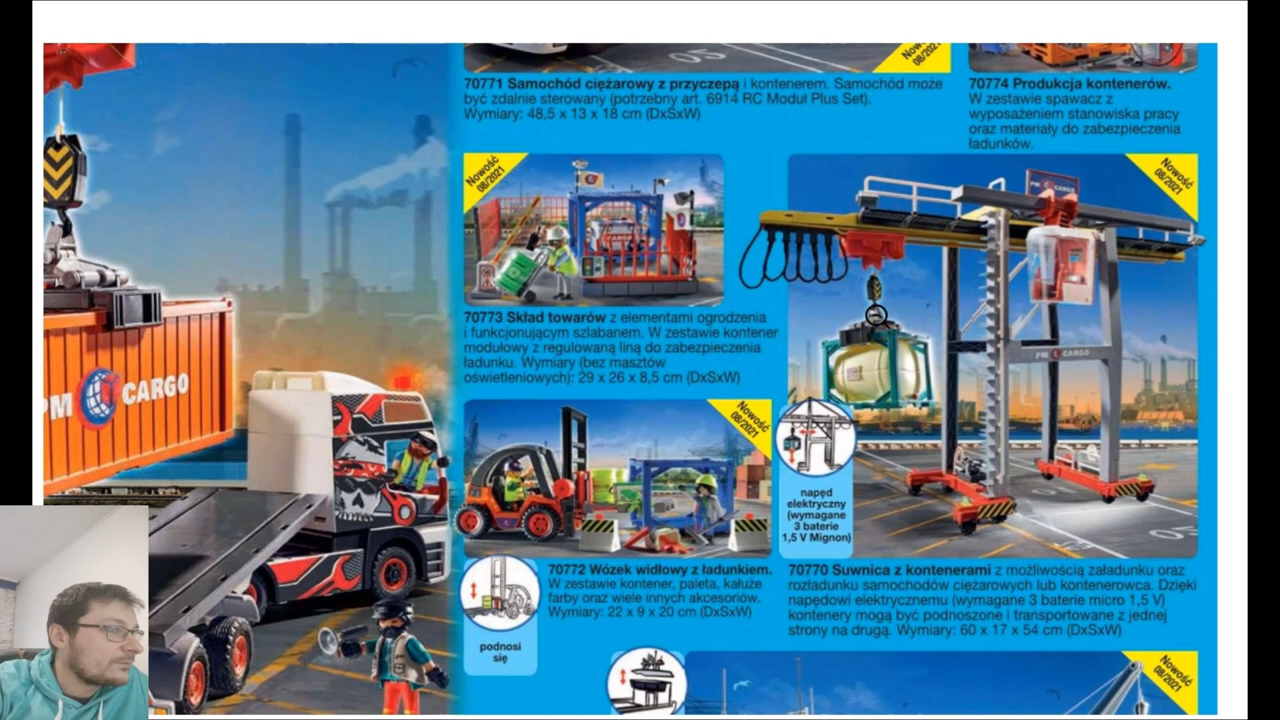 05
Nowość
08/2021
70771 Samochód ciężarowy z przyczepą i kontenerem. Samochód może
być zdalnie sterowany (potrzebny art. 6914 RC Moduł Plus Set).
Wymiary: 48,5 x 13 x 18 cm (DxSxW)
70774 Produkcja kontenerów.
W zestawie spawacz z
wyposażeniem stanowiska pracy
oraz materiały do zabezpieczenia
ładunków.
Nowość
08/2021
CARGO
70773 Skład towarów z elementami ogrodzenia
i funkcjonującym szlabanem. W zestawie kontener
modułowy z regulowaną liną do zabezpieczenia
ładunku. Wymiary (bez masztów
oświetleniowych): 29 x 26 x 8,5 cm (DxSxW)
Nowość
08/2021
PM CARGO
PM CARGO
PM CARGO
Nowość
08/2021
napęd
elektryczny
(wymagane
3 baterie
1,5 V Mignon)
70772 Wózek widłowy z ładunkiem.
W zestawie kontener, paleta, kałuże
farby oraz wiele innych akcesoriów.
Wymiary: 22 x 9 x 20 cm (DxSxW)
podnosi
się
70770 Suwnica z kontenerami z możliwością załadunku oraz
rozładunku samochodów ciężarowych lub kontenerowca. Dzięki
napędowi elektrycznemu (wymagane 3 baterie micro 1,5 V)
kontenery mogą być podnoszone i transportowane z jednej
strony na drugą. Wymiary: 60 x 17 x 54 cm (DxSxW)
Nowość
08/2021